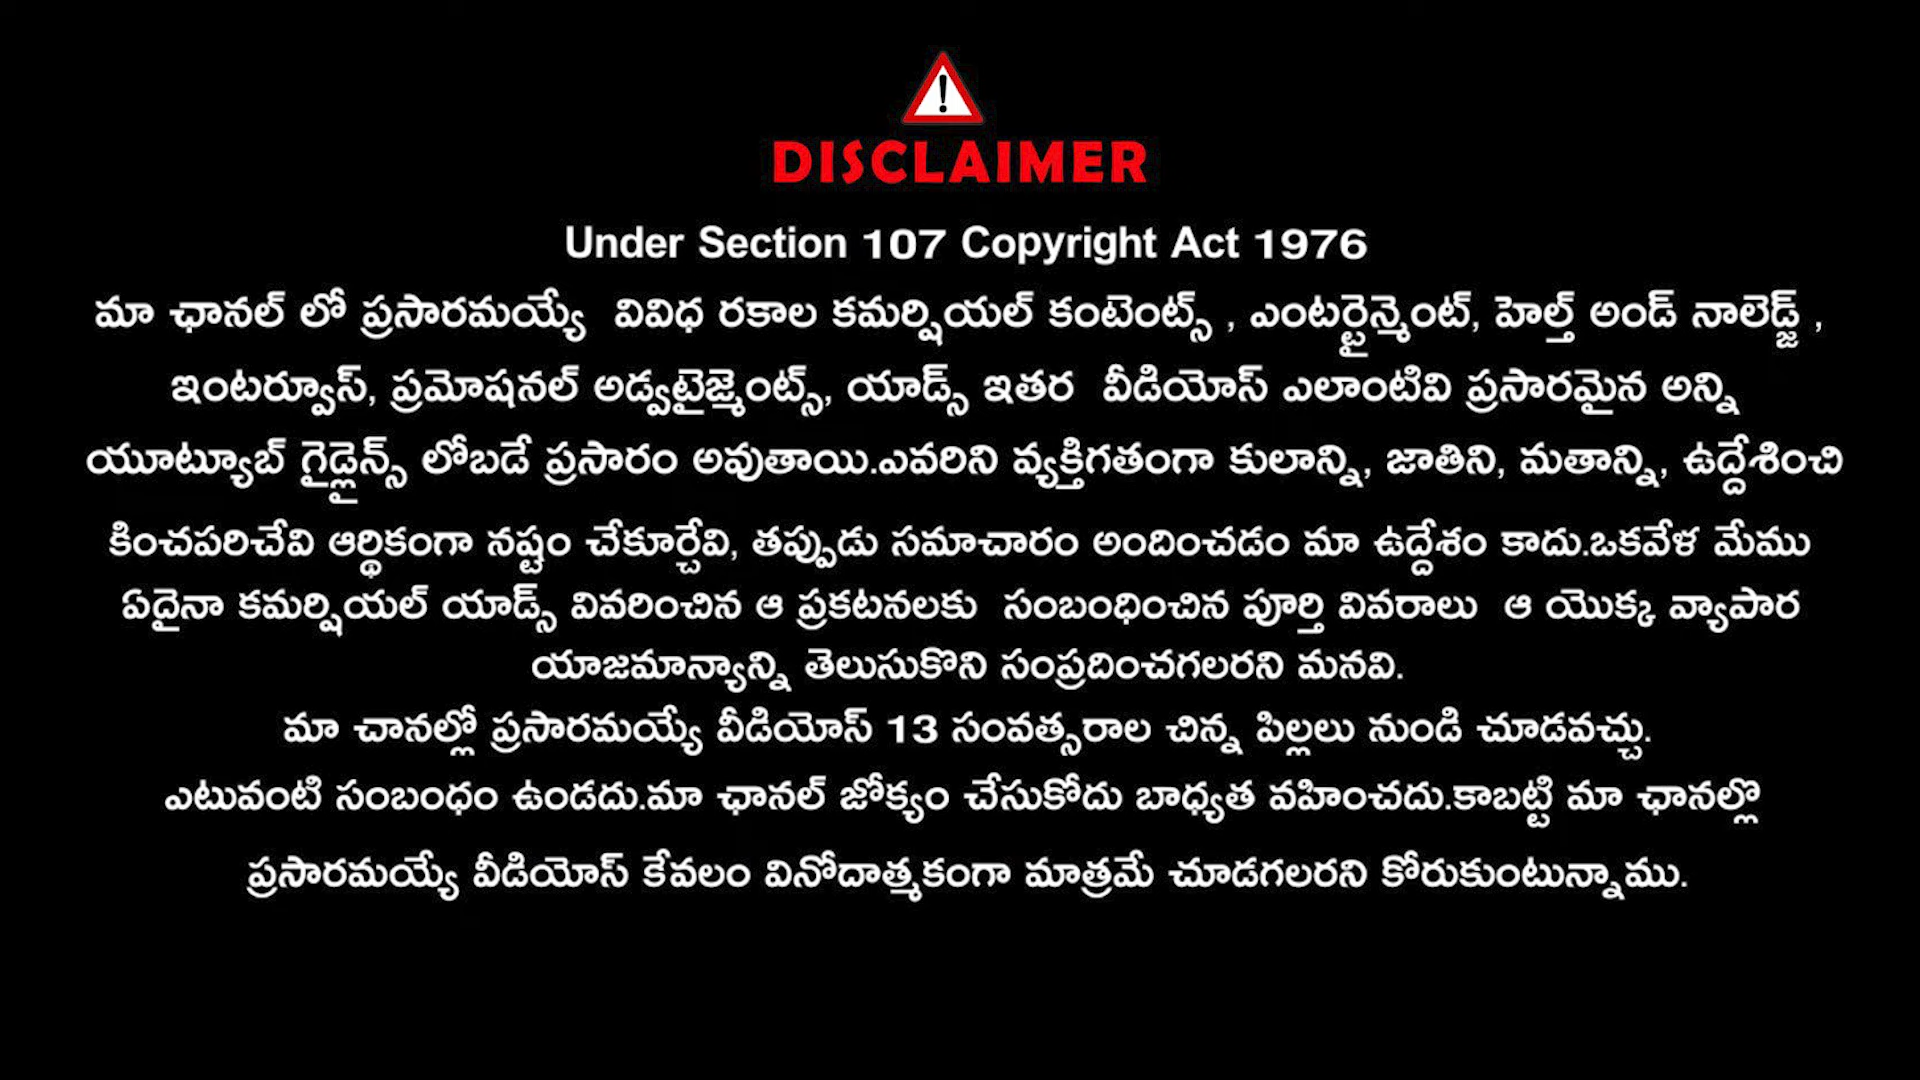 DISCLAIMER
Under Section 107 Copyright Act 1976
మా ఛానల్ లో ప్రసారమయ్యే వివిధ రకాల కమర్షియల్ కంటెంట్స్ , ఎంటర్టైన్మెంట్, హెల్త్ అండ్ నాలెడ్జ్ ,
ఇంటర్వూస్, ప్రమోషనల్ అడ్వటైజ్మెంట్స్, యాడ్స్ ఇతర వీడియోస్ ఎలాంటివి ప్రసారమైన అన్ని
యూట్యూబ్ గైడ్లైన్స్ లోబడే ప్రసారం అవుతాయి.ఎవరిని వ్యక్తిగతంగా కులాన్ని, జాతిని, మతాన్ని, ఉద్దేశించి
కించపరిచేవి ఆర్థికంగా నష్టం చేకూర్చేవి, తప్పుడు సమాచారం అందించడం మా ఉద్దేశం కాదు.ఒకవేళ మేము
ఏదైనా కమర్షియల్ యాడ్స్ వివరించిన ఆ ప్రకటనలకు సంబంధించిన పూర్తి వివరాలు ఆ యొక్క వ్యాపార
యాజమాన్యాన్ని తెలుసుకొని సంప్రదించగలరని మనవి.
మా చానల్లో ప్రసారమయ్యే వీడియోస్ 13 సంవత్సరాల చిన్న పిల్లలు నుండి చూడవచ్చు.
ఎటువంటి సంబంధం ఉండదు.మా ఛానల్ జోక్యం చేసుకోదు బాధ్యత వహించదు.కాబట్టి మా ఛానల్లొ
ప్రసారమయ్యే వీడియోస్ కేవలం వినోదాత్మకంగా మాత్రమే చూడగలరని కోరుకుంటున్నాము.